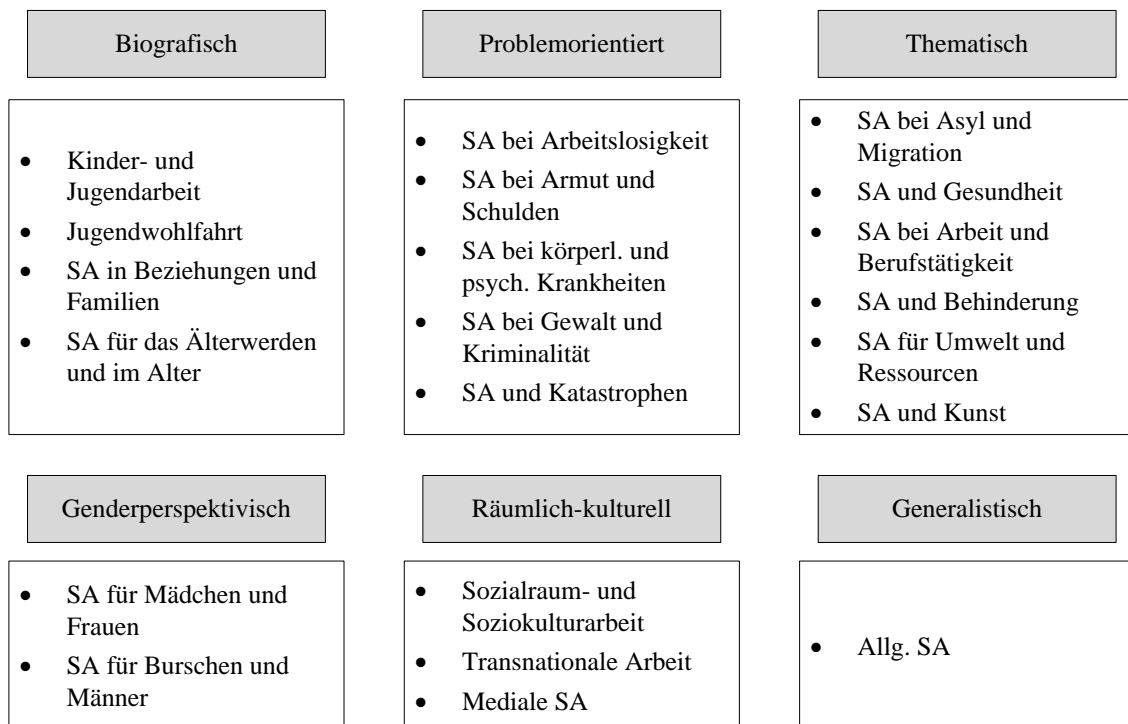 Biografisch
Kinder- und
Jugendarbeit
Jugendwohlfahrt
SA in Beziehungen und
Familien
SA für das Älterwerden
und im Alter
Problemorientiert
SA bei Arbeitslosigkeit
SA bei Armut und
Schulden
SA bei körperl. und
psych. Krankheiten
SA bei Gewalt und
Kriminalität
SA und Katastrophen
Thematisch
SA bei Asyl und
Migration
SA und Gesundheit
SA bei Arbeit und
Berufstätigkeit
SA und Behinderung
SA für Umwelt und
Ressourcen
SA und Kunst
Genderperspektivisch
SA für Mädchen und
Frauen
SA für Burschen und
Männer
Räumlich-kulturell
Sozialraum- und
Soziokulturarbeit
Transnationale Arbeit
Mediale SA
Generalistisch
Allg. SA